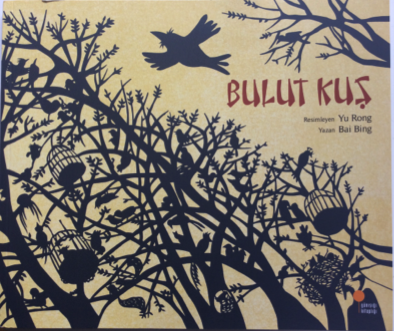 BULUT KUŞ
Resimleyen Yu Rong
Yazan Bai Bing